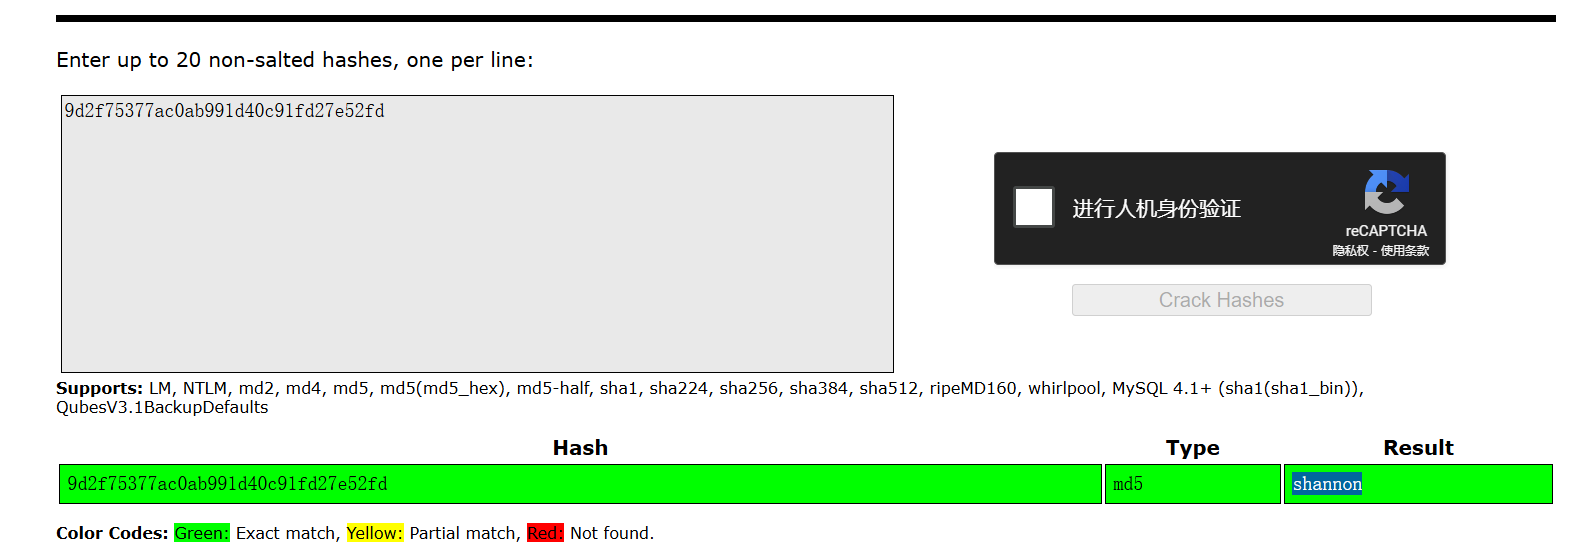 Enter up to 20 non-salted hashes, one per line:
9d2f75377ac0ab991d40c91fd27e52fd
进行人机身份验证
reCAPTCHA
隐私权 - 使用条款
Crack Hashes
Supports: LM, NTLM, md2, md4, md5, md5(md5_hex), md5-half, sha1, sha224, sha256, sha384, sha512, ripeMD160, whirlpool, MySQL 4.1+ (sha1(sha1_bin)),
QubesV3.1BackupDefaults
Hash Type Result
9d2f75377ac0ab991d40c91fd27e52fd md5 shannon
Color Codes: Green: Exact match, Yellow: Partial match, Red: Not found.